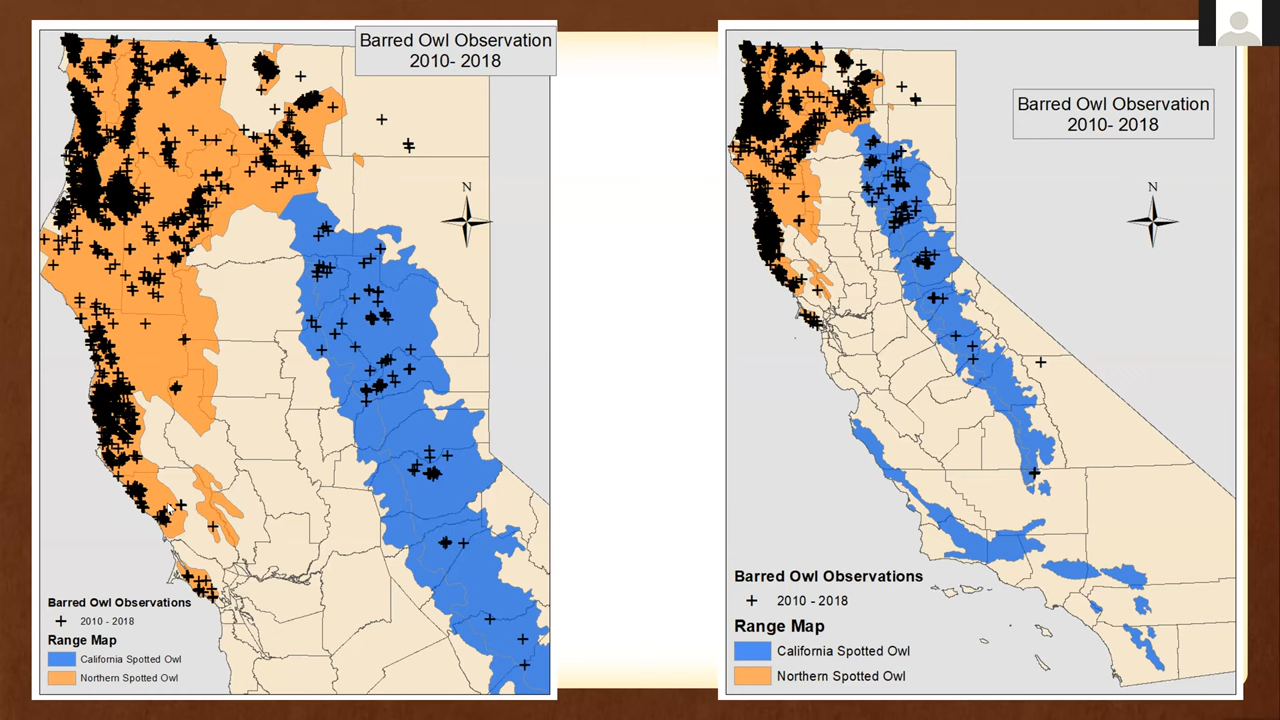 Barred Owl Observation
2010- 2018
N
Barred Owl Observations
2010 - 2018
Range Map
California Spotted Owl
Northern Spotted Owl
Barred Owl Observation
2010- 2018
N
Barred Owl Observations
2010 - 2018
Range Map
California Spotted Owl
Northern Spotted Owl